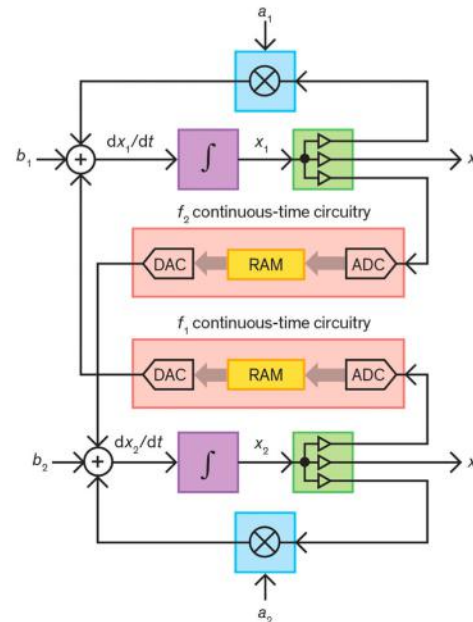 a₁
b₁
+
dx₁/dt
∫
x₁
x
f₂ continuous-time circuitry
DAC
RAM
ADC
f₁ continuous-time circuitry
DAC
RAM
ADC
b₂
+
dx₂/dt
∫
x₂
x
a₂